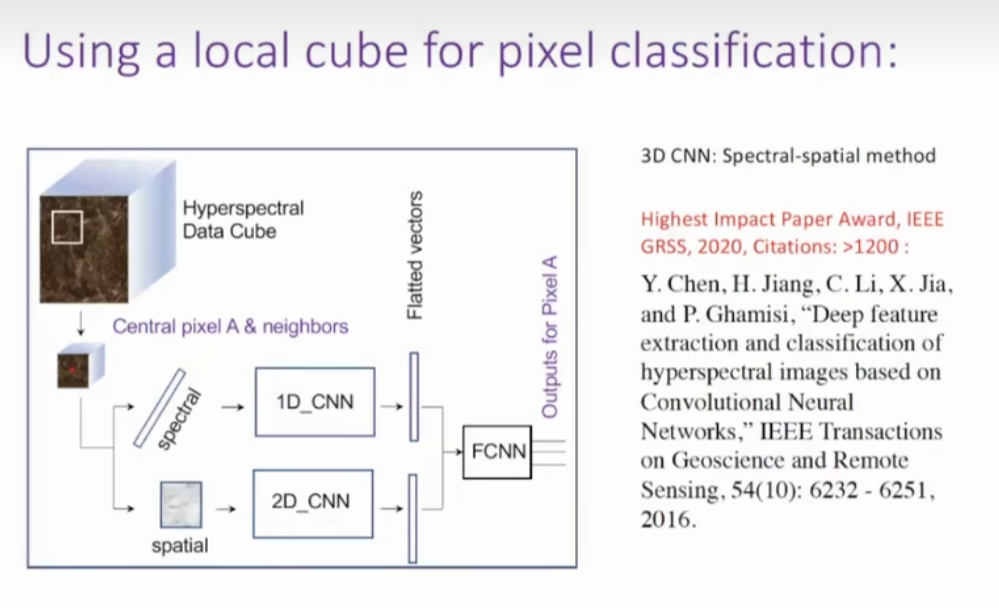 Using a local cube for pixel classification:
Hyperspectral
Data Cube
Central pixel A & neighbors
spectral
1D_CNN
Flatted vectors
Outputs for Pixel A
FCNN
2D_CNN
spatial
3D CNN: Spectral-spatial method
Highest Impact Paper Award, IEEE
GRSS, 2020, Citations: >1200 :
Y. Chen, H. Jiang, C. Li, X. Jia,
and P. Ghamisi, “Deep feature
extraction and classification of
hyperspectral images based on
Convolutional Neural
Networks,” IEEE Transactions
on Geoscience and Remote
Sensing, 54(10): 6232 - 6251,
2016.